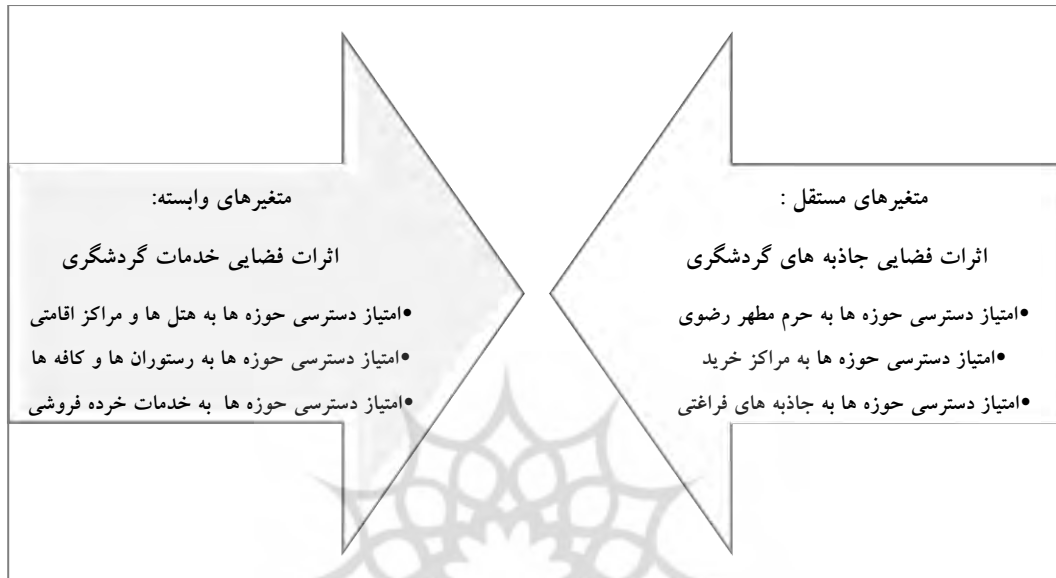 متغیرهای مستقل :
اثرات فضایی جاذبه های گردشگری
•امتیاز دسترسی حوزه ها به حرم مطهر رضوی
•امتیاز دسترسی حوزه ها به مراکز خرید
•امتیاز دسترسی حوزه ها به جاذبه های فراغتی
متغیرهای وابسته:
اثرات فضایی خدمات گردشگری
•امتیاز دسترسی حوزه ها به هتل ها و مراکز اقامتی
•امتیاز دسترسی حوزه ها به رستوران ها و کافه ها
•امتیاز دسترسی حوزه ها به خدمات خرده فروشی